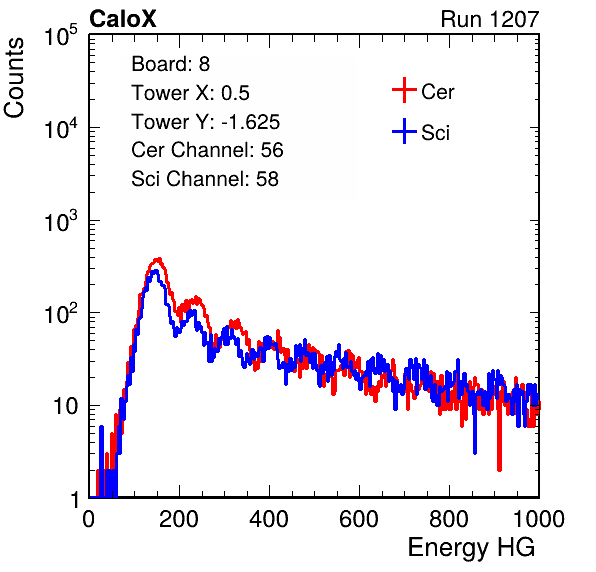 CaloX Run 1207
Counts
Board: 8
Tower X: 0.5
Tower Y: -1.625
Cer Channel: 56
Sci Channel: 58
Cer
Sci
10^5
10^4
10^3
10^2
10
1
0 200 400 600 800 1000
Energy HG